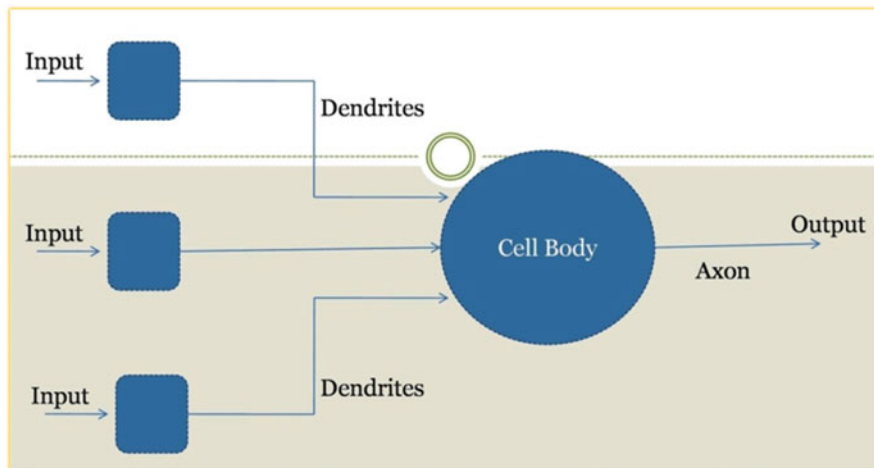 Input
Dendrites
Input
Cell Body
Output
Axon
Input
Dendrites